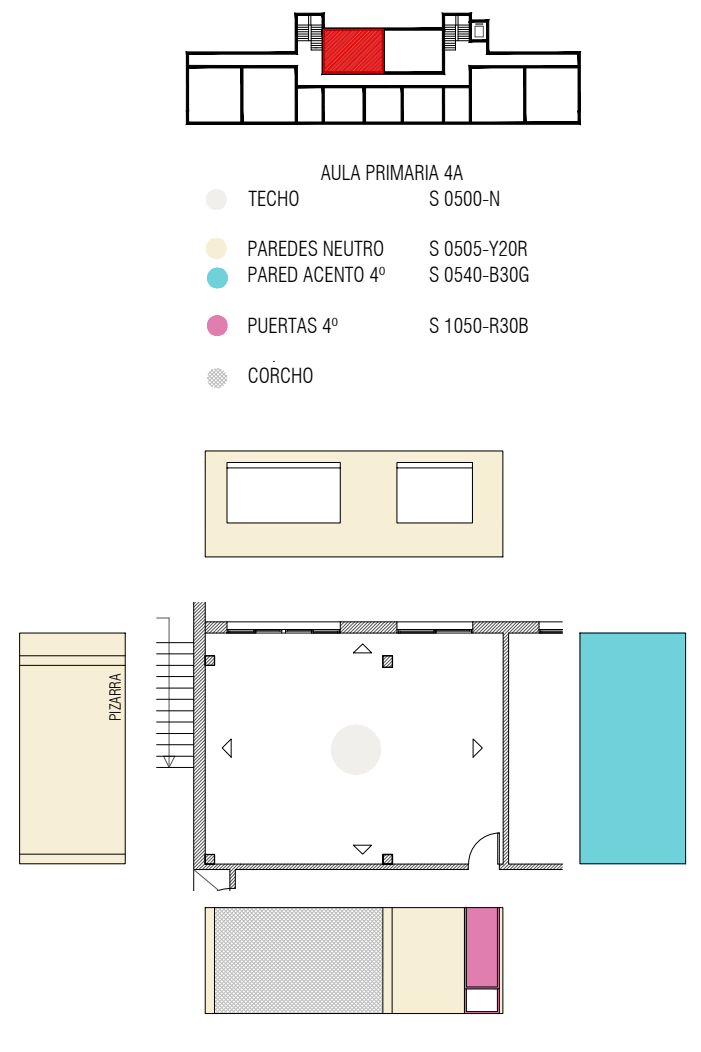 AULA PRIMARIA 4A
TECHO S 0500-N
PAREDES NEUTRO S 0505-Y20R
PARED ACENTO 4º S 0540-B30G
PUERTAS 4º S 1050-R30B
CORCHO
PIZARRA